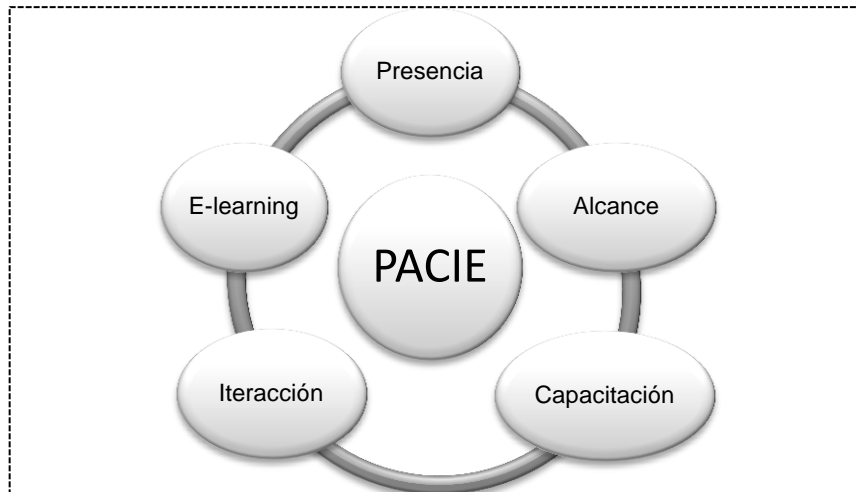 Presencia
Alcance
Capacitación
Iteracción
E-learning
PACIE